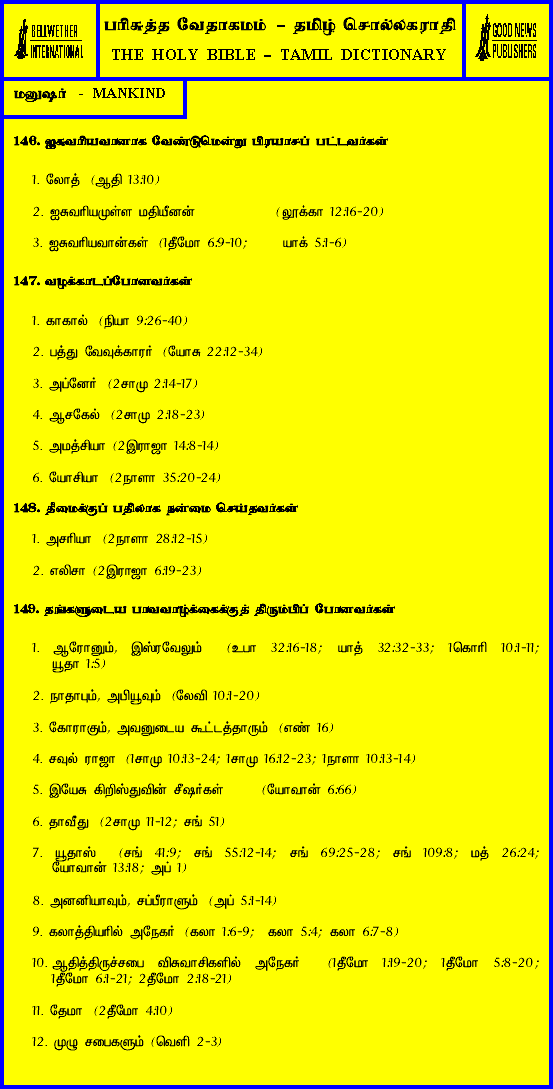 BELLWETHER
INTERNATIONAL
பரிசுத்த வேதாகமம் – தமிழ் சொல்லகராதி
THE HOLY BIBLE – TAMIL DICTIONARY
GOOD NEWS
PUBLISHERS
மனுஷர் - MANKIND
146. ஐசுவரியவானாக வேண்டுமென்று பிரயாசப் பட்டவர்கள்
1. லோத் (ஆதி 13:10)
2. ஐசுவரியமுள்ள மதியீனன் (லூக்கா 12:16-20)
3. ஐசுவரியவான்கள் (1தீமோ 6:9-10; யாக் 5:1-6)
147. வழக்காடப்போனவர்கள்
1. காகால் (நியா 9:26-40)
2. பத்து வேவுக்காரர் (யோசு 22:12-34)
3. அப்னேர் (2சாமு 2:14-17)
4. ஆசகேல் (2சாமு 2:18-23)
5. அமத்சியா (2இராஜா 14:8-14)
6. யோசியா (2நாளா 35:20-24)
148. தீமைக்குப் பதிலாக நன்மை செய்தவர்கள்
1. அசரியா (2நாளா 28:12-15)
2. எலிசா (2இராஜா 6:19-23)
149. தங்களுடைய பாவவாழ்க்கைக்குத் திரும்பிப் போனவர்கள்
1. ஆரோனும், இஸ்ரவேலும் (உபா 32:16-18; யாத் 32:32-33; 1கொரி 10:1-11;
யூதா 1:5)
2. நாதாபும், அபியூவும் (லேவி 10:1-20)
3. கோராகும், அவனுடைய கூட்டத்தாரும் (எண் 16)
4. சவுல் ராஜா (1சாமு 10:13-24; 1சாமு 16:12-23; 1நாளா 10:13-14)
5. இயேசு கிறிஸ்துவின் சீஷர்கள் (யோவான் 6:66)
6. தாவீது (2சாமு 11-12; சங் 51)
7. யூதாஸ் (சங் 41:9; சங் 55:12-14; சங் 69:25-28; சங் 109:8; மத் 26:24;
யோவான் 13:18; அப் 1)
8. அனனியாவும், சப்பீராளும் (அப் 5:1-14)
9. கலாத்தியரில் அநேகர் (கலா 1:6-9; கலா 5:4; கலா 6:7-8)
10. ஆதித்திருச்சபை விசுவாசிகளில் அநேகர் (1தீமோ 1:19-20; 1தீமோ 5:8-20;
1தீமோ 6:1-21; 2தீமோ 2:18-21)
11. தேமா (2தீமோ 4:10)
12. முழு சபைகளும் (வெளி 2-3)